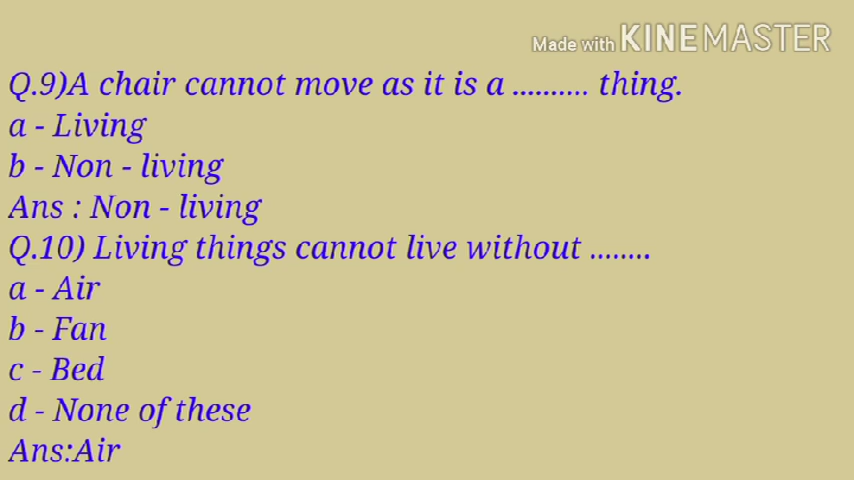 Made with KINEMASTER
Q.9)A chair cannot move as it is a .......... thing.
a - Living
b - Non - living
Ans : Non - living
Q.10) Living things cannot live without ........
a - Air
b - Fan
c - Bed
d - None of these
Ans:Air